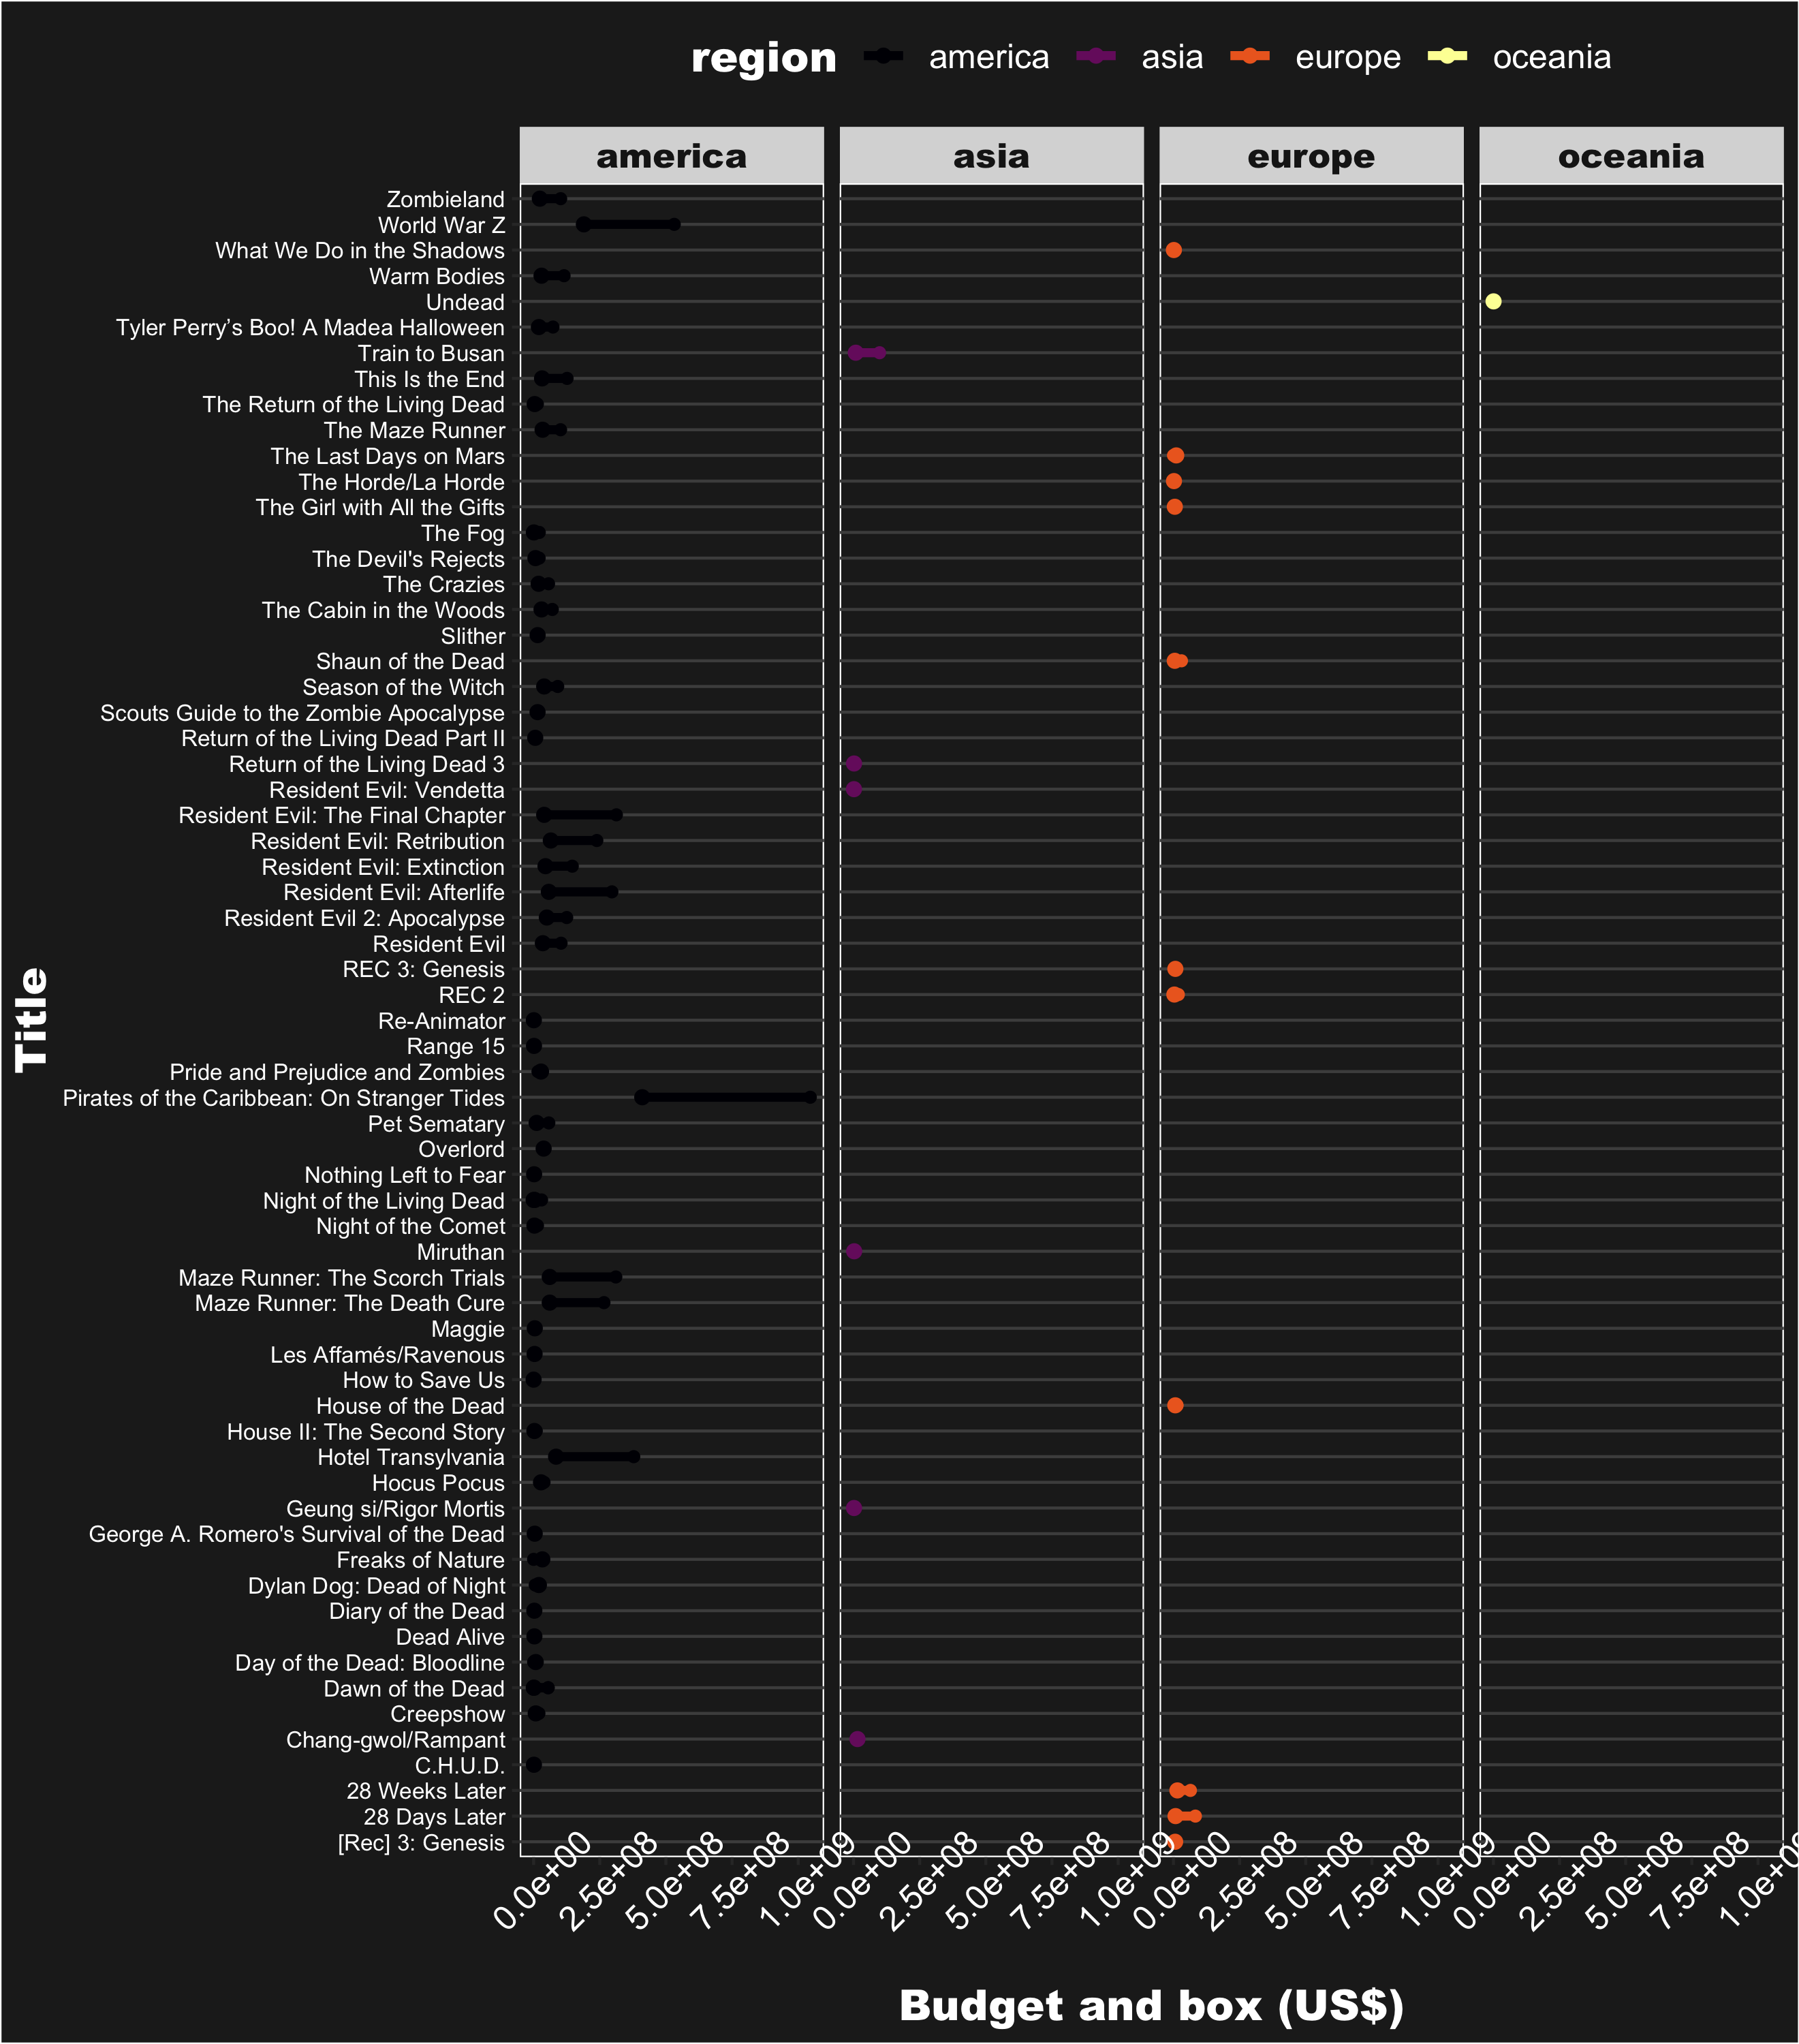 region america asia europe oceania
america asia europe oceania
Zombieland
World War Z
What We Do in the Shadows
Warm Bodies
Undead
Tyler Perry’s Boo! A Madea Halloween
Train to Busan
This Is the End
The Return of the Living Dead
The Maze Runner
The Last Days on Mars
The Horde/La Horde
The Girl with All the Gifts
The Fog
The Devil's Rejects
The Crazies
The Cabin in the Woods
Slither
Shaun of the Dead
Season of the Witch
Scouts Guide to the Zombie Apocalypse
Return of the Living Dead Part II
Return of the Living Dead 3
Resident Evil: Vendetta
Resident Evil: The Final Chapter
Resident Evil: Retribution
Resident Evil: Extinction
Resident Evil: Afterlife
Resident Evil 2: Apocalypse
Resident Evil
REC 3: Genesis
REC 2
Re-Animator
Range 15
Pride and Prejudice and Zombies
Pirates of the Caribbean: On Stranger Tides
Pet Sematary
Overlord
Nothing Left to Fear
Night of the Living Dead
Night of the Comet
Miruthan
Maze Runner: The Scorch Trials
Maze Runner: The Death Cure
Maggie
Les Affamés/Ravenous
How to Save Us
House of the Dead
House II: The Second Story
Hotel Transylvania
Hocus Pocus
Geung si/Rigor Mortis
George A. Romero's Survival of the Dead
Freaks of Nature
Dylan Dog: Dead of Night
Diary of the Dead
Dead Alive
Day of the Dead: Bloodline
Dawn of the Dead
Creepshow
Chang-gwol/Rampant
C.H.U.D.
28 Weeks Later
28 Days Later
[Rec] 3: Genesis
Title
0.0e+00 2.5e+08 5.0e+08 7.5e+08 1.0e+09 0.0e+00 2.5e+08 5.0e+08 7.5e+08 1.0e+09 0.0e+00 2.5e+08 5.0e+08 7.5e+08 1.0e+09 0.0e+00 2.5e+08 5.0e+08 7.5e+08
Budget and box (US$)